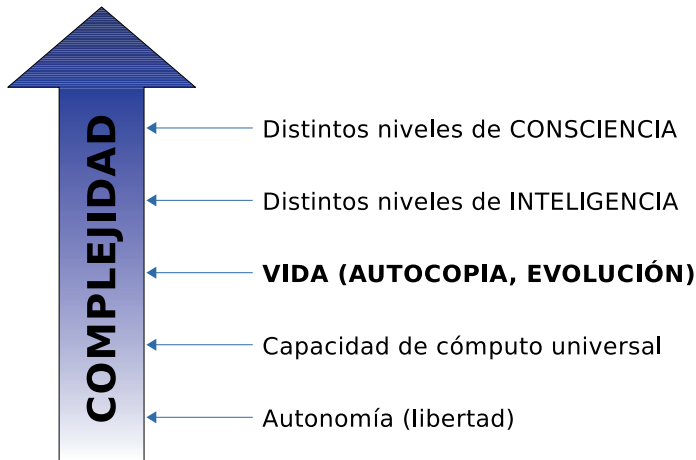 COMPLEJIDAD
Distintos niveles de CONSCIENCIA
Distintos niveles de INTELIGENCIA
VIDA (AUTOCOPIA, EVOLUCIÓN)
Capacidad de cómputo universal
Autonomía (libertad)